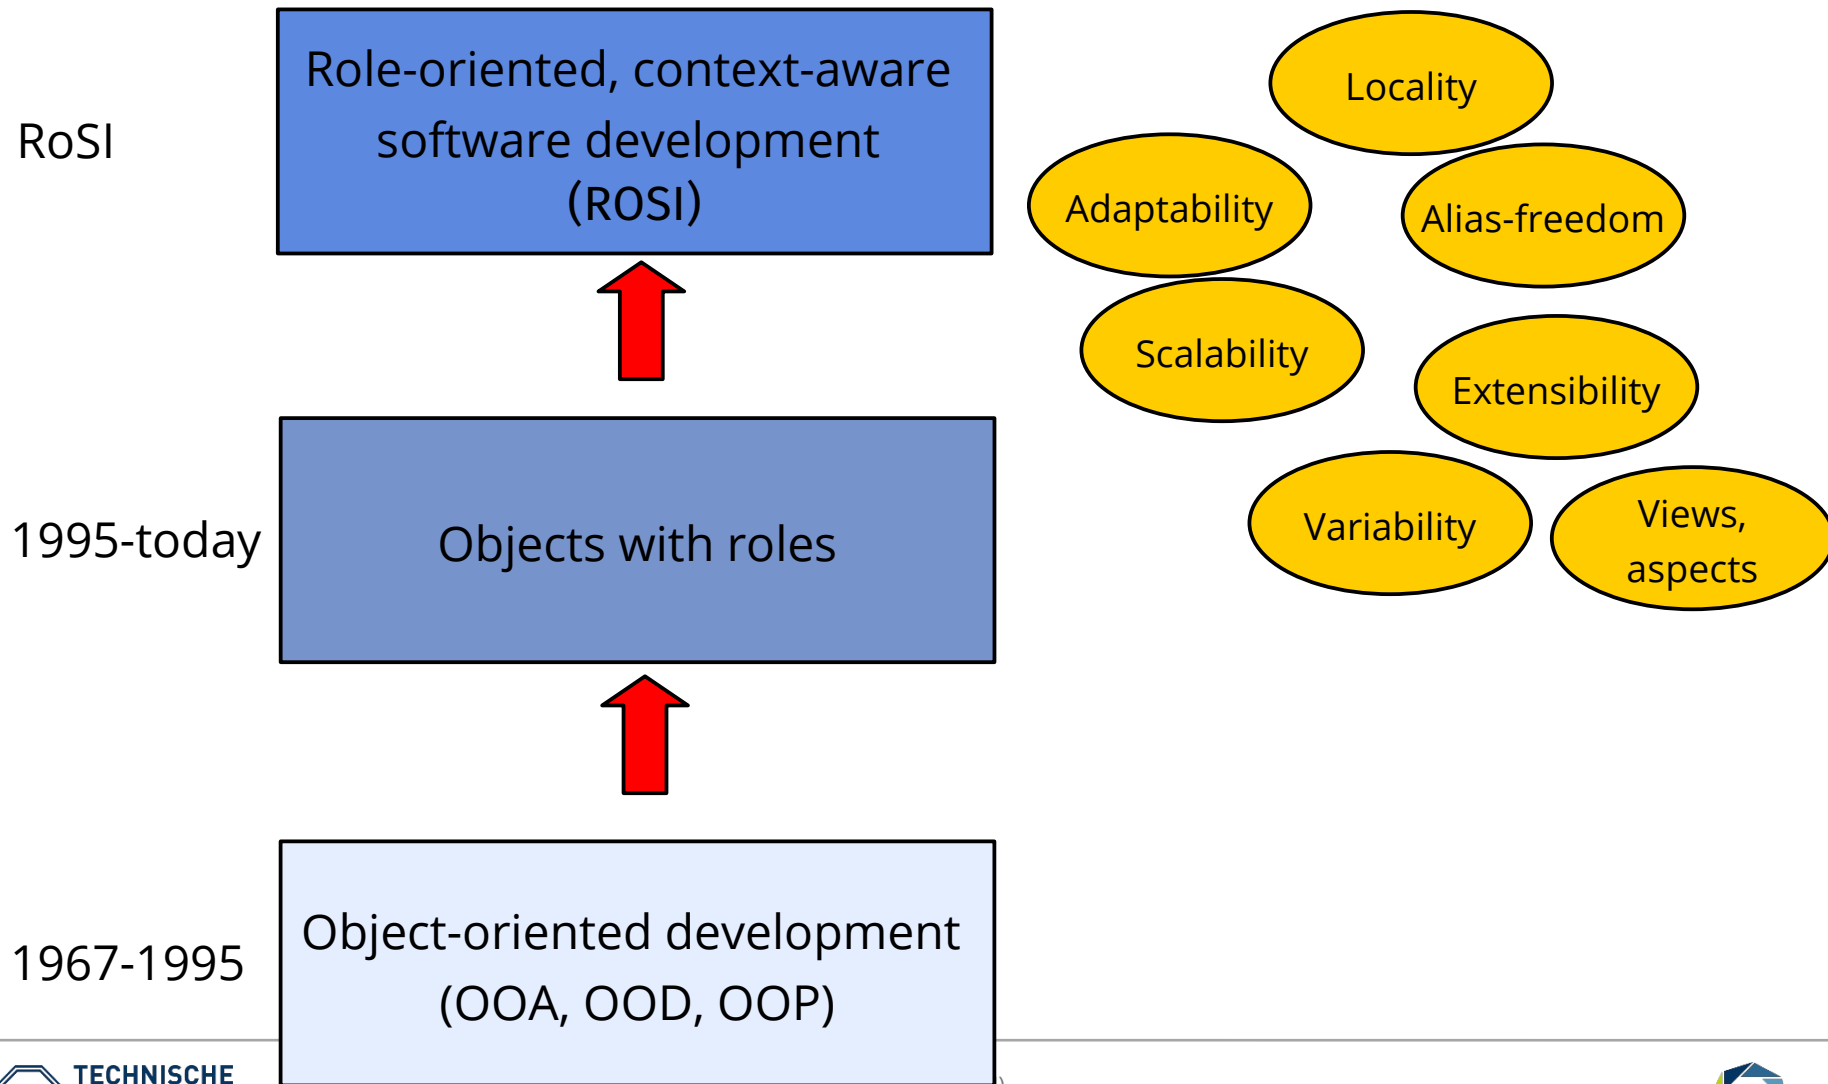 RoSI
Role-oriented, context-aware
software development
(ROSI)
Locality
Adaptability
Alias-freedom
Scalability
Extensibility
1995-today
Objects with roles
Variability
Views,
aspects
1967-1995
Object-oriented development
(OOA, OOD, OOP)
TECHNISCHE
)